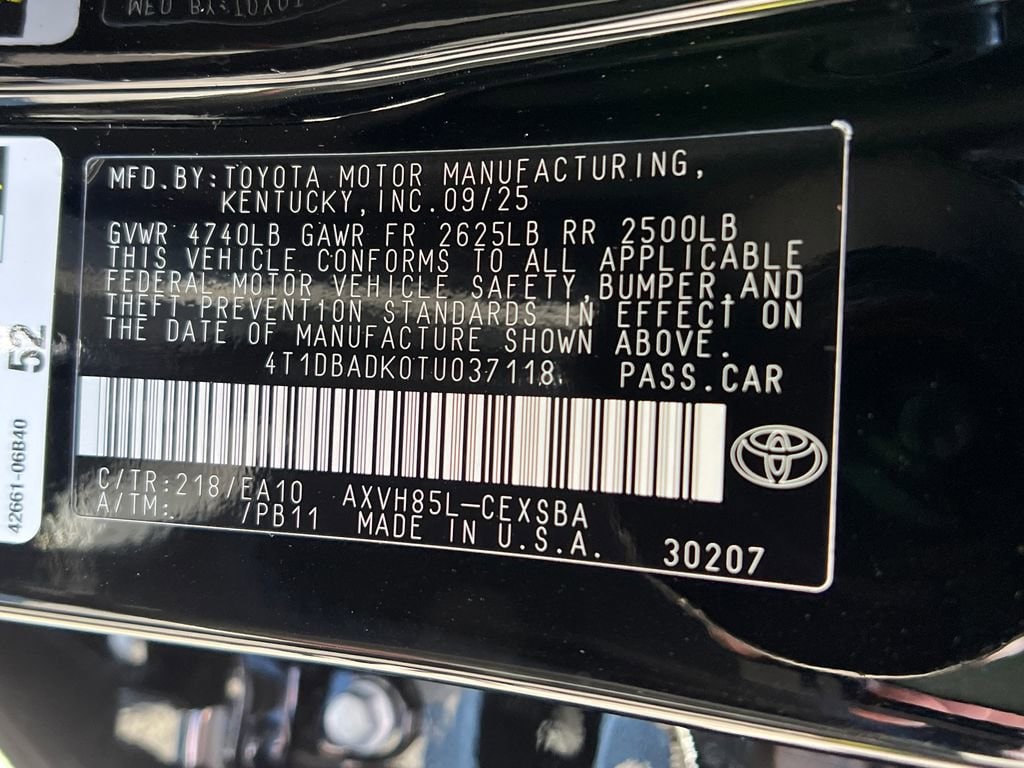 MFD.BY:TOYOTA MOTOR MANUFACTURING,
KENTUCKY,INC.09/25
GVWR 4740LB GAWR FR 2625LB RR 2500LB
THIS VEHICLE CONFORMS TO ALL APPLICABLE
FEDERAL MOTOR VEHICLE SAFETY,BUMPER,AND
THEFT PREVENTION STANDARDS IN EFFECT ON
THE DATE OF MANUFACTURE SHOWN ABOVE.
4T1DBADK0TU037118 PASS.CAR
C/TR:218/EA10 AXVH85L-CEXSBA
A/TM: /PB11 MADE IN U.S.A. 30207
52
42661-06B40